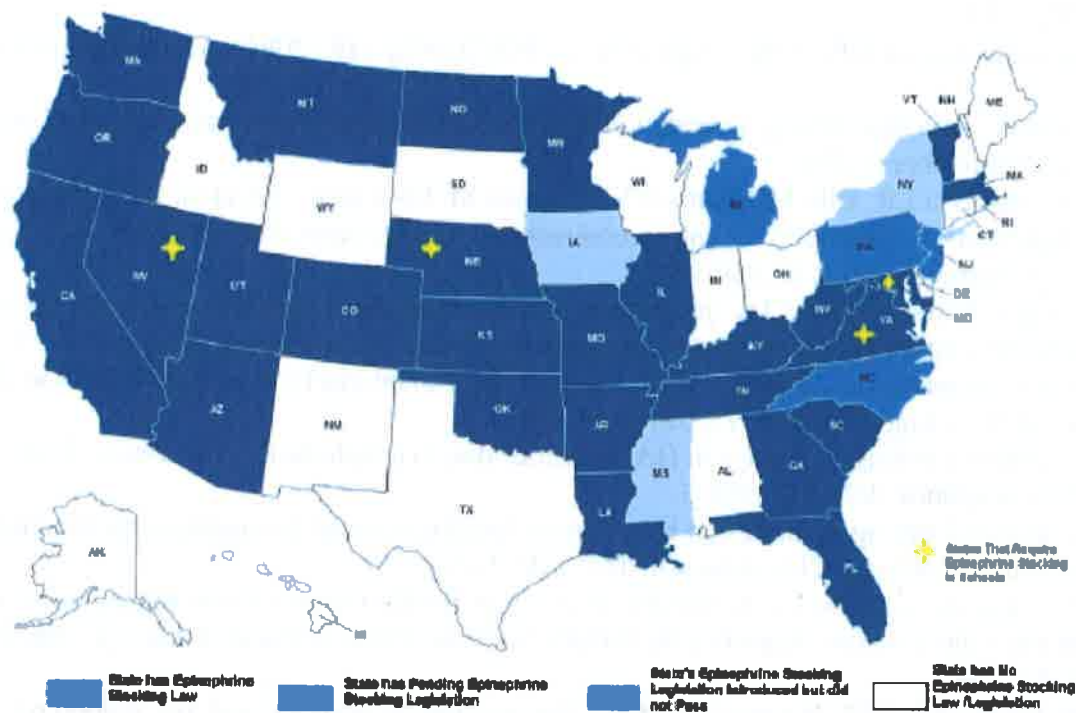 VT
NH
ME
WA
MT
ND
MN
OR
ID
SD
WI
NY
MA
WY
MI
RI
CT
IA
PA
NJ
NV
NE
OH
IN
DE
UT
IL
MD
CA
CO
WV
VA
KS
MO
KY
NC
TN
AZ
OK
NM
AR
SC
MS
AL
GA
TX
LA
AK
FL
States That Require
Epinephrine Stocking
in Schools
HI
State has Epinephrine
Stocking Law
State has Pending Epinephrine
Stocking Legislation
State's Epinephrine Stocking
Legislation Introduced but did
not Pass
State has No
Epinephrine Stocking
Law /Legislation